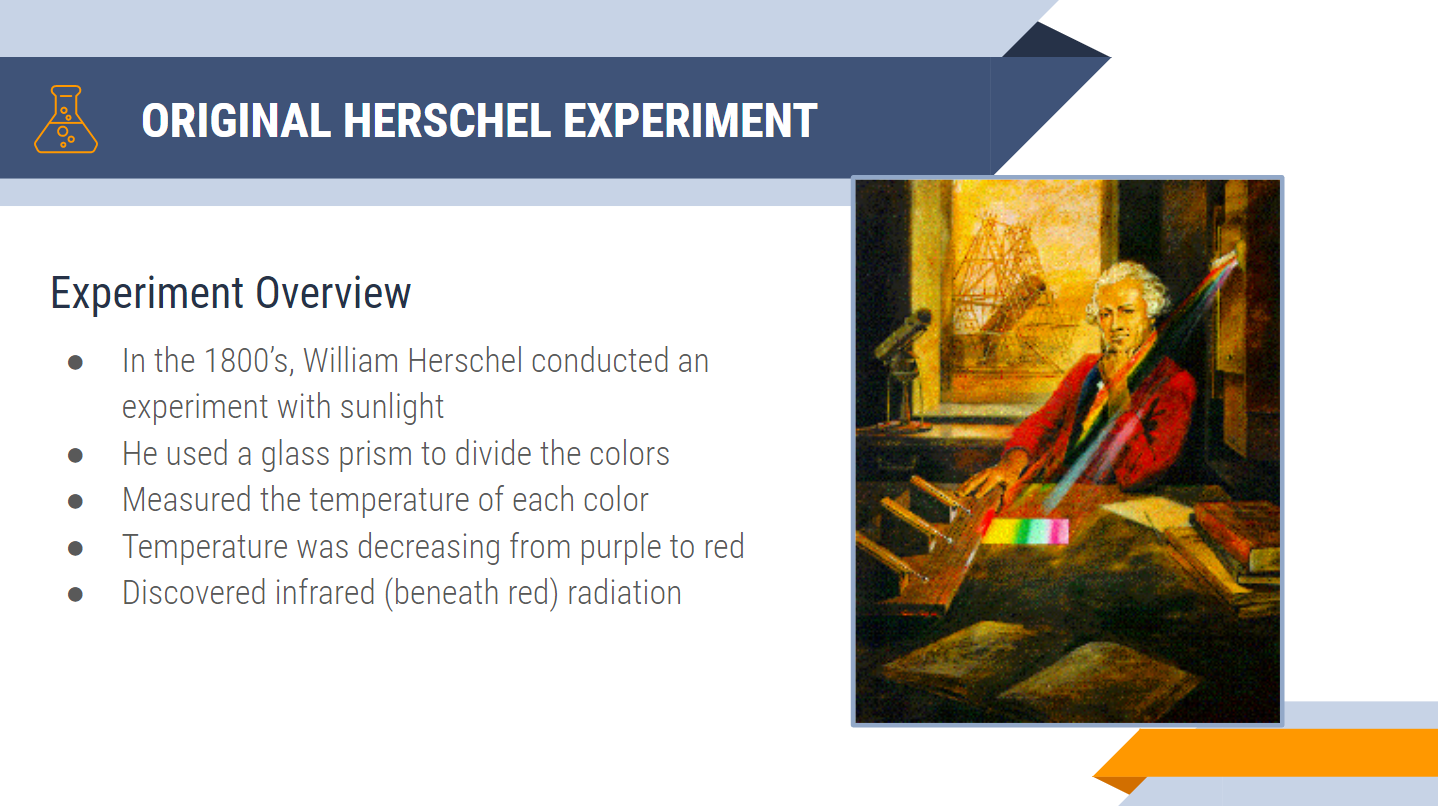 ORIGINAL HERSCHEL EXPERIMENT
Experiment Overview
● In the 1800’s, William Herschel conducted an
experiment with sunlight
● He used a glass prism to divide the colors
● Measured the temperature of each color
● Temperature was decreasing from purple to red
● Discovered infrared (beneath red) radiation